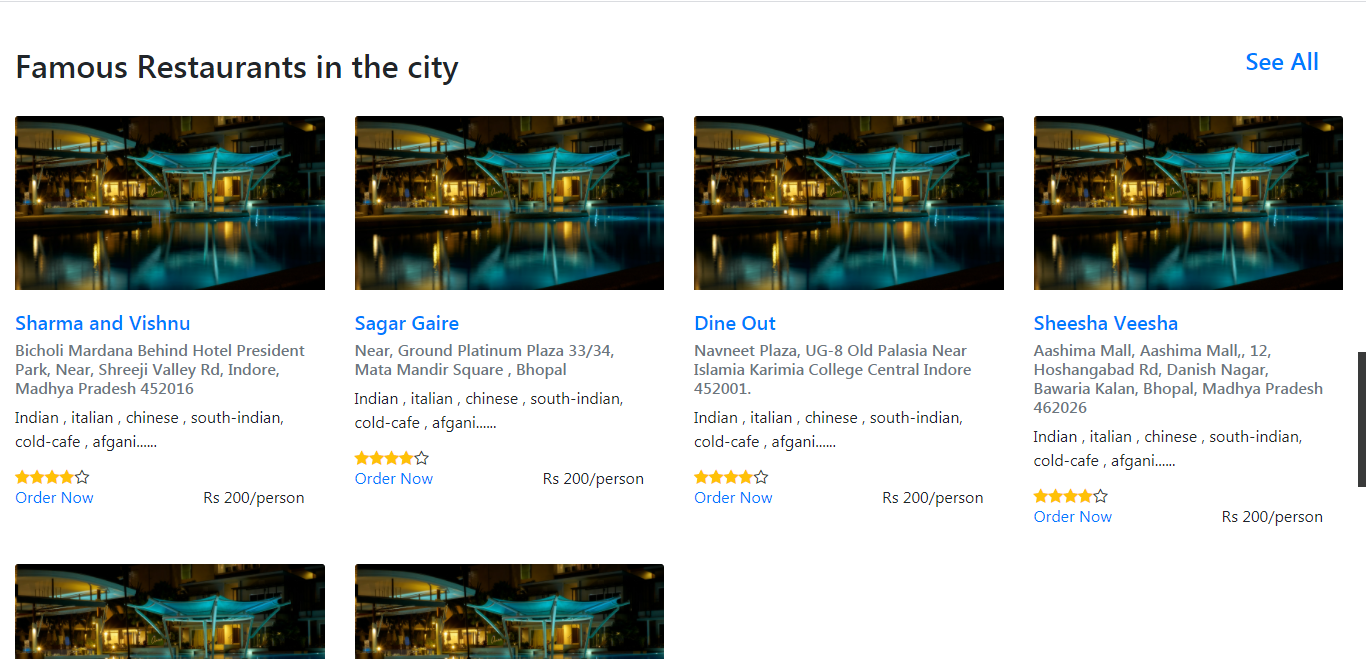 Famous Restaurants in the city
See All
Sharma and Vishnu
Bicholi Mardana Behind Hotel President
Park, Near, Shreeji Valley Rd, Indore,
Madhya Pradesh 452016
Indian , italian , chinese , south-indian,
cold-cafe , afgani......
Order Now
Rs 200/person
Sagar Gaire
Near, Ground Platinum Plaza 33/34,
Mata Mandir Square , Bhopal
Indian , italian , chinese , south-indian,
cold-cafe , afgani......
Order Now
Rs 200/person
Dine Out
Navneet Plaza, UG-8 Old Palasia Near
Islamia Karimia College Central Indore
452001.
Indian , italian , chinese , south-indian,
cold-cafe , afgani......
Order Now
Rs 200/person
Sheesha Veesha
Aashima Mall, Aashima Mall,, 12,
Hoshangabad Rd, Danish Nagar,
Bawaria Kalan, Bhopal, Madhya Pradesh
462026
Indian , italian , chinese , south-indian,
cold-cafe , afgani......
Order Now
Rs 200/person